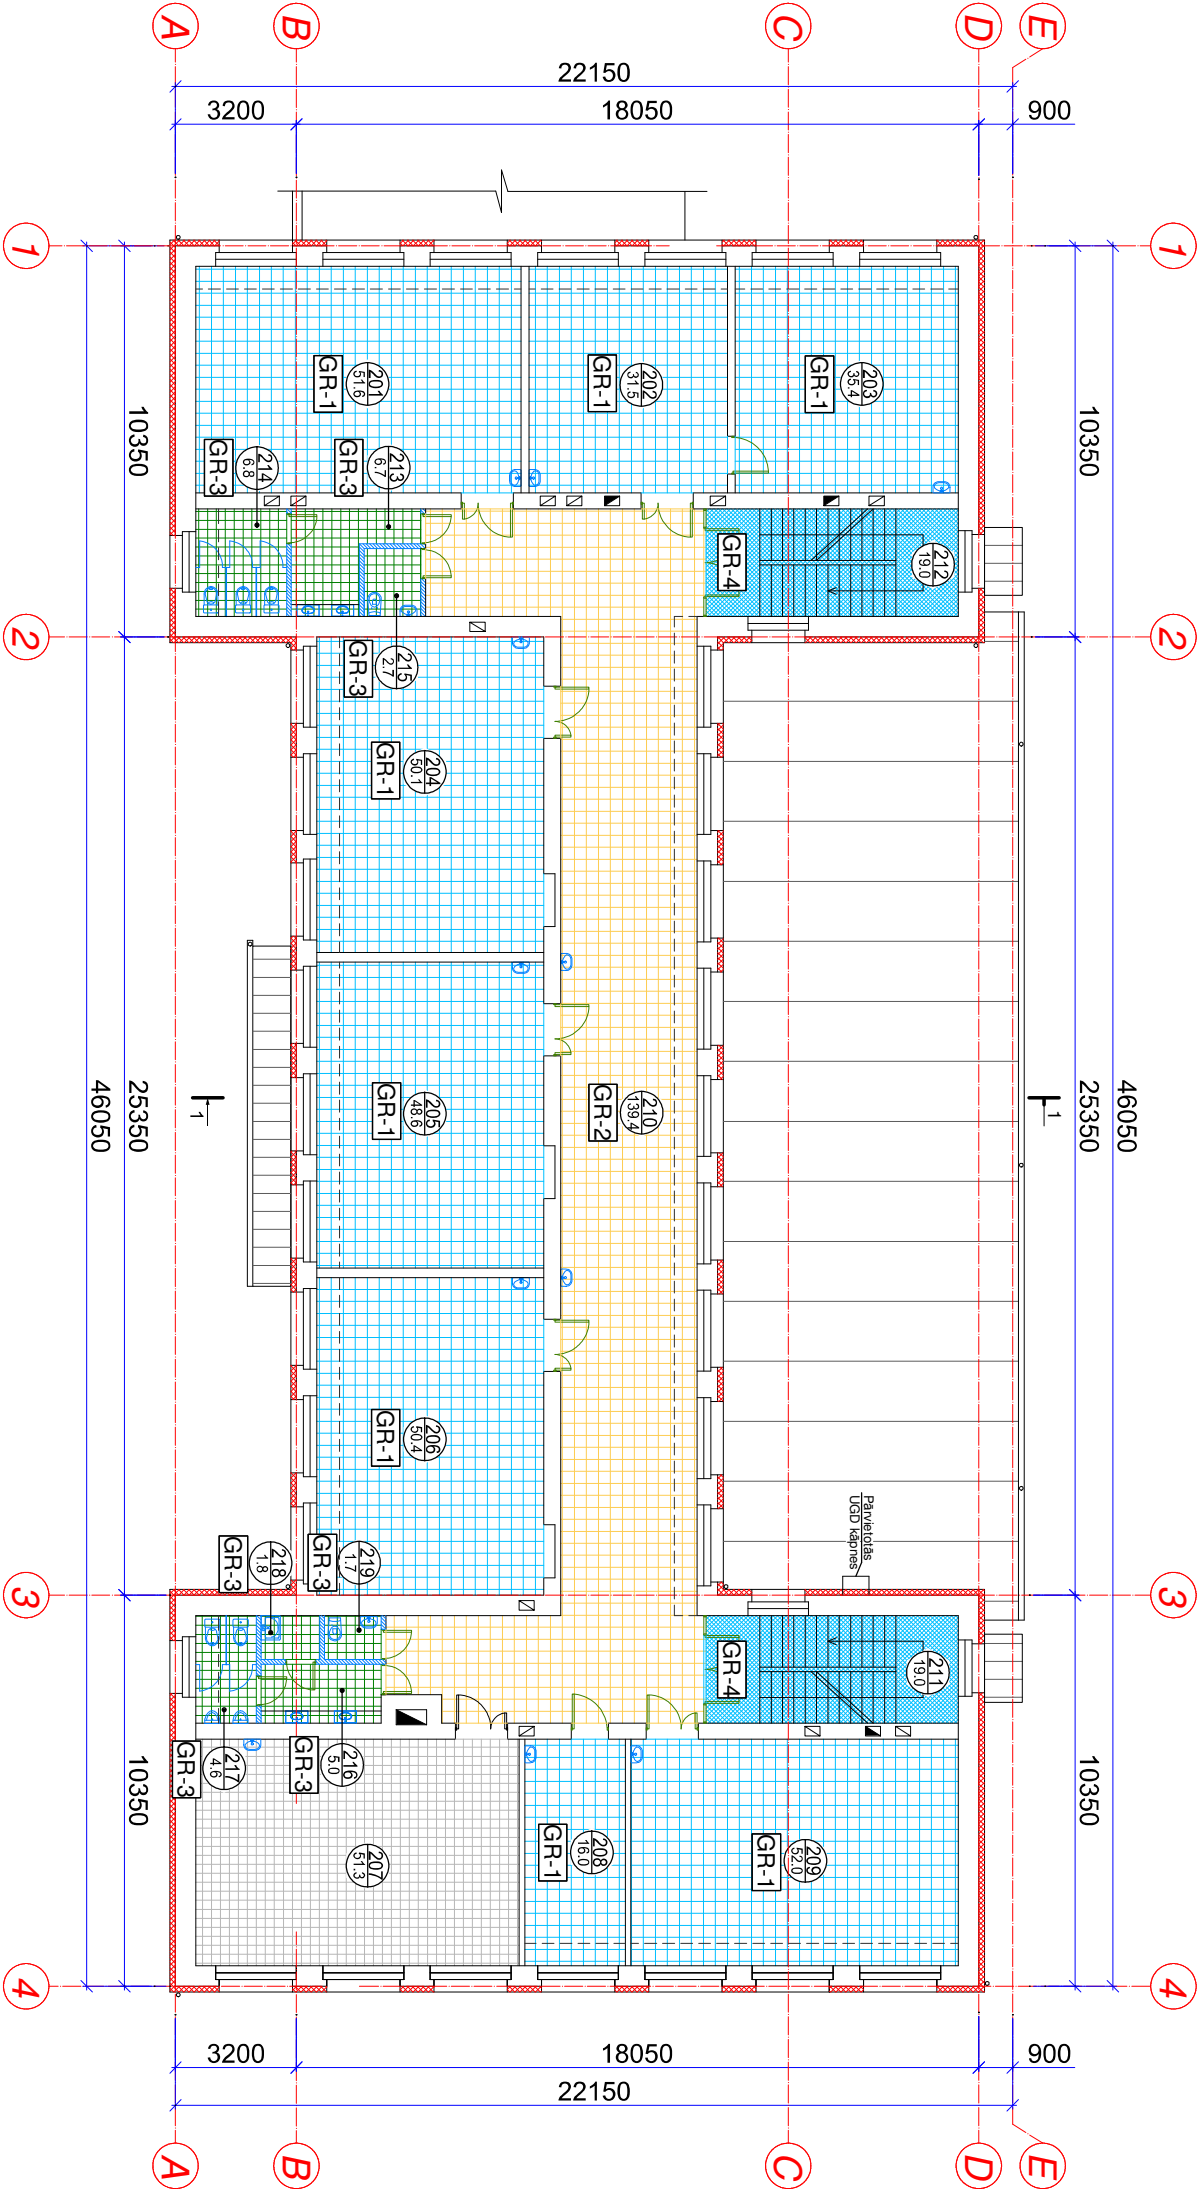 A
B
C
D
E
22150
3200
18050
900
1
1
10350
10350
203
35.4
GR-1
202
31.5
GR-1
201
51.6
GR-1
213
6.7
GR-3
214
6.8
GR-3
212
19.0
GR-4
2
2
215
2.7
GR-3
204
50.1
GR-1
46050
25350
1
210
139.4
GR-2
205
48.6
GR-1
1
25350
46050
206
50.4
GR-1
Pārvietotās
UGD kāpnes
219
1.7
GR-3
218
1.8
GR-3
3
3
211
19.0
GR-4
216
5.0
GR-3
217
4.6
GR-3
10350
10350
209
52.0
GR-1
208
16.0
GR-1
207
51.3
4
4
3200
18050
900
22150
A
B
C
D
E